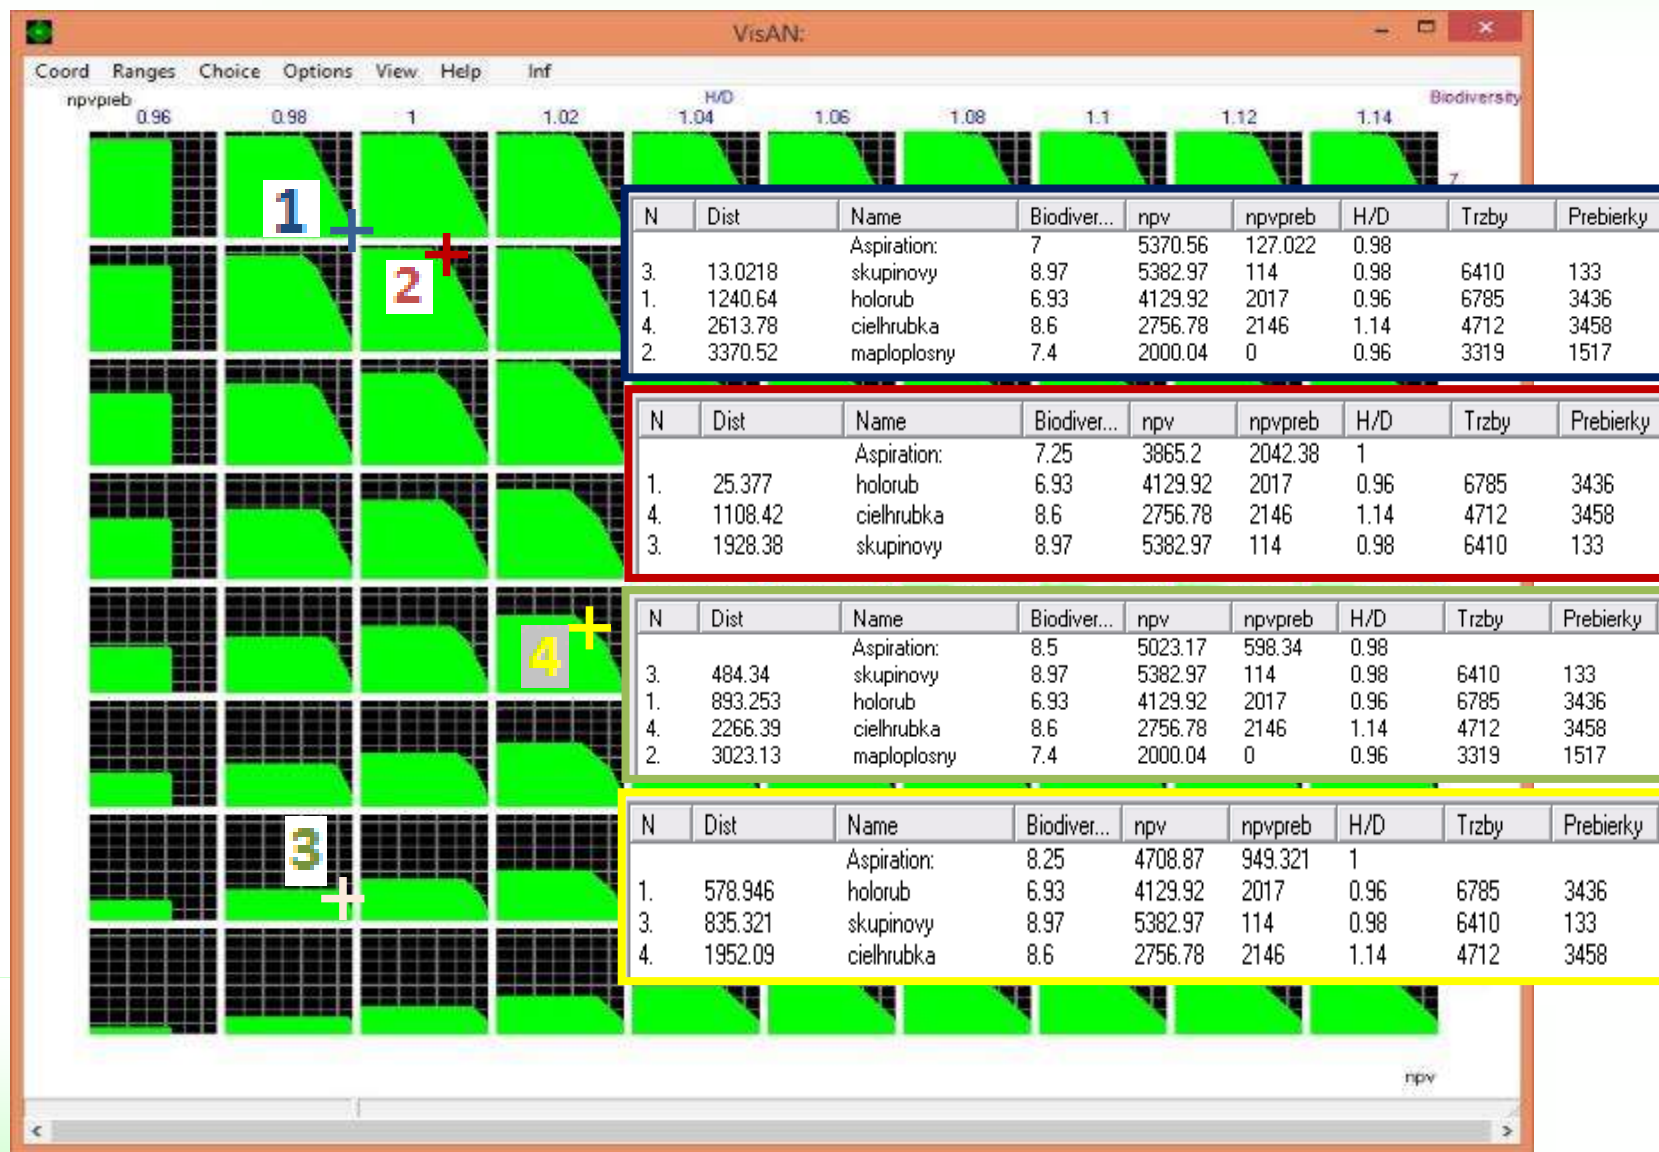 VisAN:
Coord Ranges Choice Options View Help Inf
npvpreb H/D Biodiversity
0.96 0.98 1 1.02 1.04 1.06 1.08 1.1 1.12 1.14
7
1
2
3
4
N Dist Name Biodiver... npv npvpreb H/D Trzby Prebierky
Aspiration: 7 5370.56 127.022 0.98
3. 13.0218 skupinovy 8.97 5382.97 114 0.98 6410 133
1. 1240.64 holorub 6.93 4129.92 2017 0.96 6785 3436
4. 2613.78 cielhrubka 8.6 2756.78 2146 1.14 4712 3458
2. 3370.52 maploplosny 7.4 2000.04 0 0.96 3319 1517
N Dist Name Biodiver... npv npvpreb H/D Trzby Prebierky
Aspiration: 7.25 3865.2 2042.38 1
1. 25.377 holorub 6.93 4129.92 2017 0.96 6785 3436
4. 1108.42 cielhrubka 8.6 2756.78 2146 1.14 4712 3458
3. 1928.38 skupinovy 8.97 5382.97 114 0.98 6410 133
N Dist Name Biodiver... npv npvpreb H/D Trzby Prebierky
Aspiration: 8.5 5023.17 598.34 0.98
3. 484.34 skupinovy 8.97 5382.97 114 0.98 6410 133
1. 893.253 holorub 6.93 4129.92 2017 0.96 6785 3436
4. 2266.39 cielhrubka 8.6 2756.78 2146 1.14 4712 3458
2. 3023.13 maploplosny 7.4 2000.04 0 0.96 3319 1517
N Dist Name Biodiver... npv npvpreb H/D Trzby Prebierky
Aspiration: 8.25 4708.87 949.321 1
1. 578.946 holorub 6.93 4129.92 2017 0.96 6785 3436
3. 835.321 skupinovy 8.97 5382.97 114 0.98 6410 133
4. 1952.09 cielhrubka 8.6 2756.78 2146 1.14 4712 3458
npv